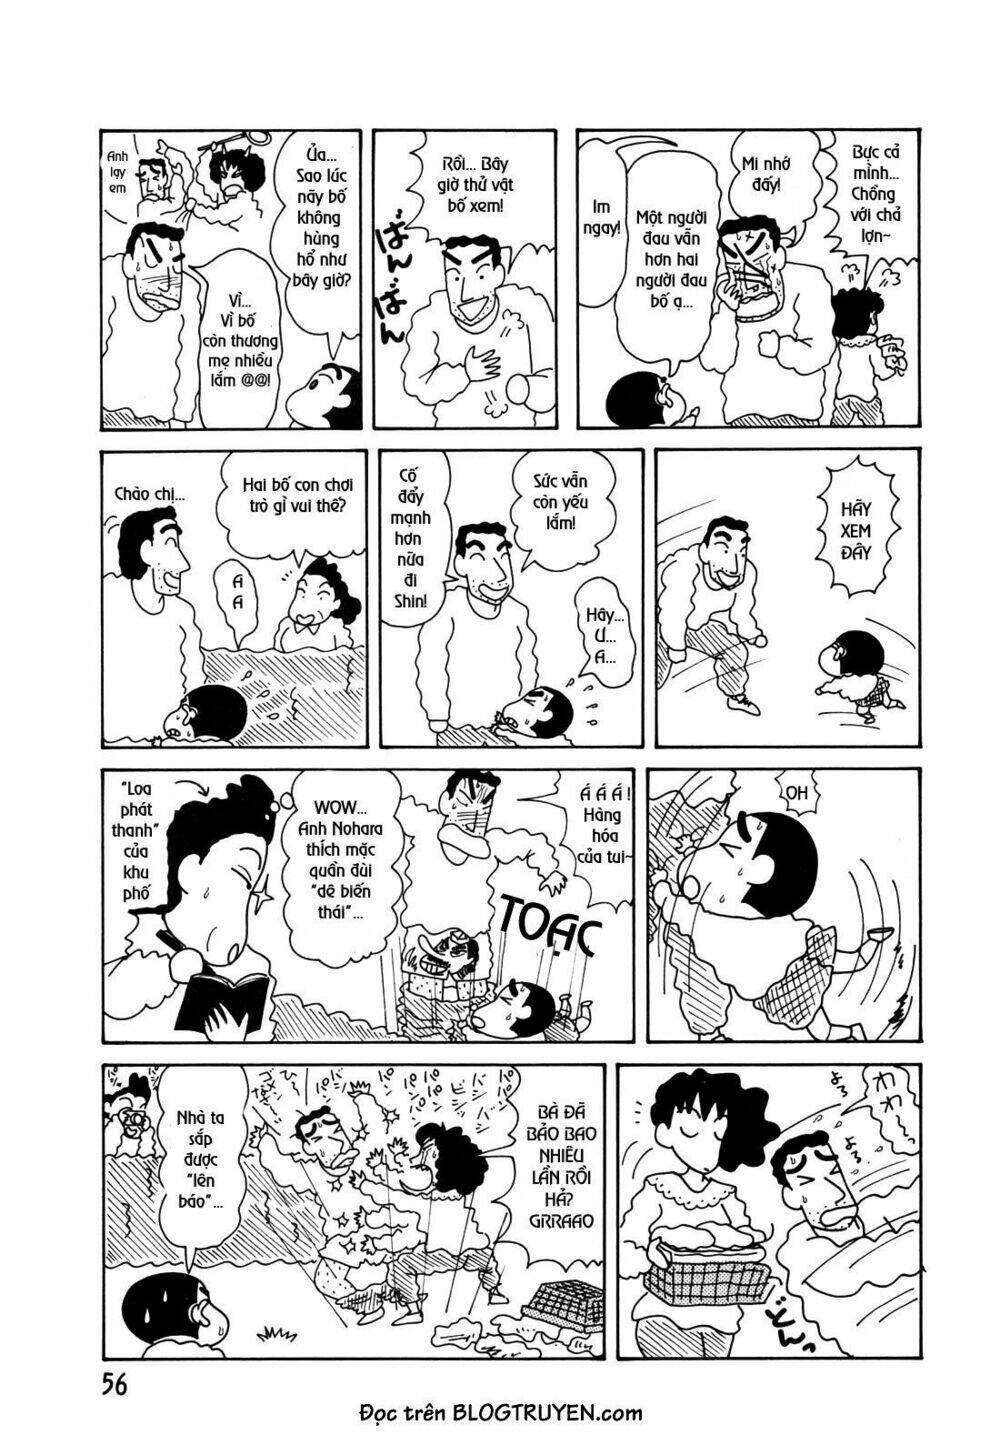 Bực cả
mình...
Chồng
với chả
lợn~
Mi nhớ
đấy!
Một người
đau vẫn
hơn hai
người đau
bố ạ...
Im
ngay!
Rồi... Bây
giờ thử vật
bố xem!
ばん
ばん
Ủa...
Sao lúc
nãy bố
không
hùng
hổ như
bây giờ?
Vì...
Vì bố
còn thương
mẹ nhiều
lắm @@!
Anh
lạy
em
HÃY
XEM
ĐÂY
Sức vẫn
còn yếu
lắm!
Cố
đẩy
mạnh
hơn
nữa
đi
Shin!
Hây...
Ư...
Á...
Hai bố con chơi
trò gì vui thế?
Chào chị...
Á
Á
OH
Á Á Á!
Hàng
hóa
của tui~
TOẠC
WOW...
Anh Nohara
thích mặc
quần đùi
"dê biến
thái"...
"Loa
phát
thanh"
của
khu
phố
よろ
よろ
BÀ ĐÃ
BẢO BAO
NHIÊU
LẦN RỒI
HẢ?
GRRAAO
Nhà ta
sắp
được
"lên
báo"...
56
Đọc trên BLOGTRUYEN.com